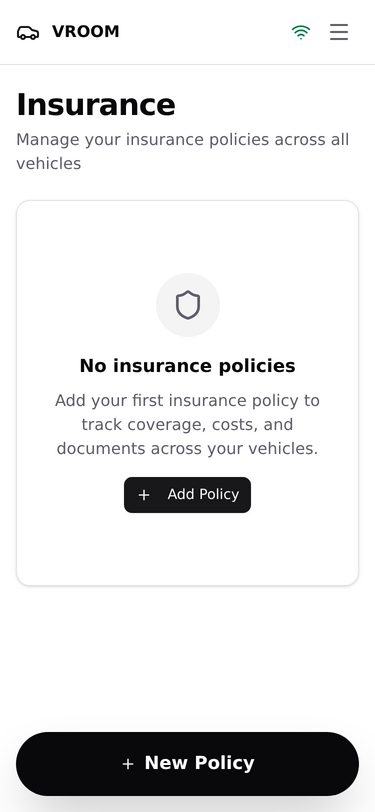 VROOM
Insurance
Manage your insurance policies across all
vehicles
No insurance policies
Add your first insurance policy to
track coverage, costs, and
documents across your vehicles.
+ Add Policy
+ New Policy